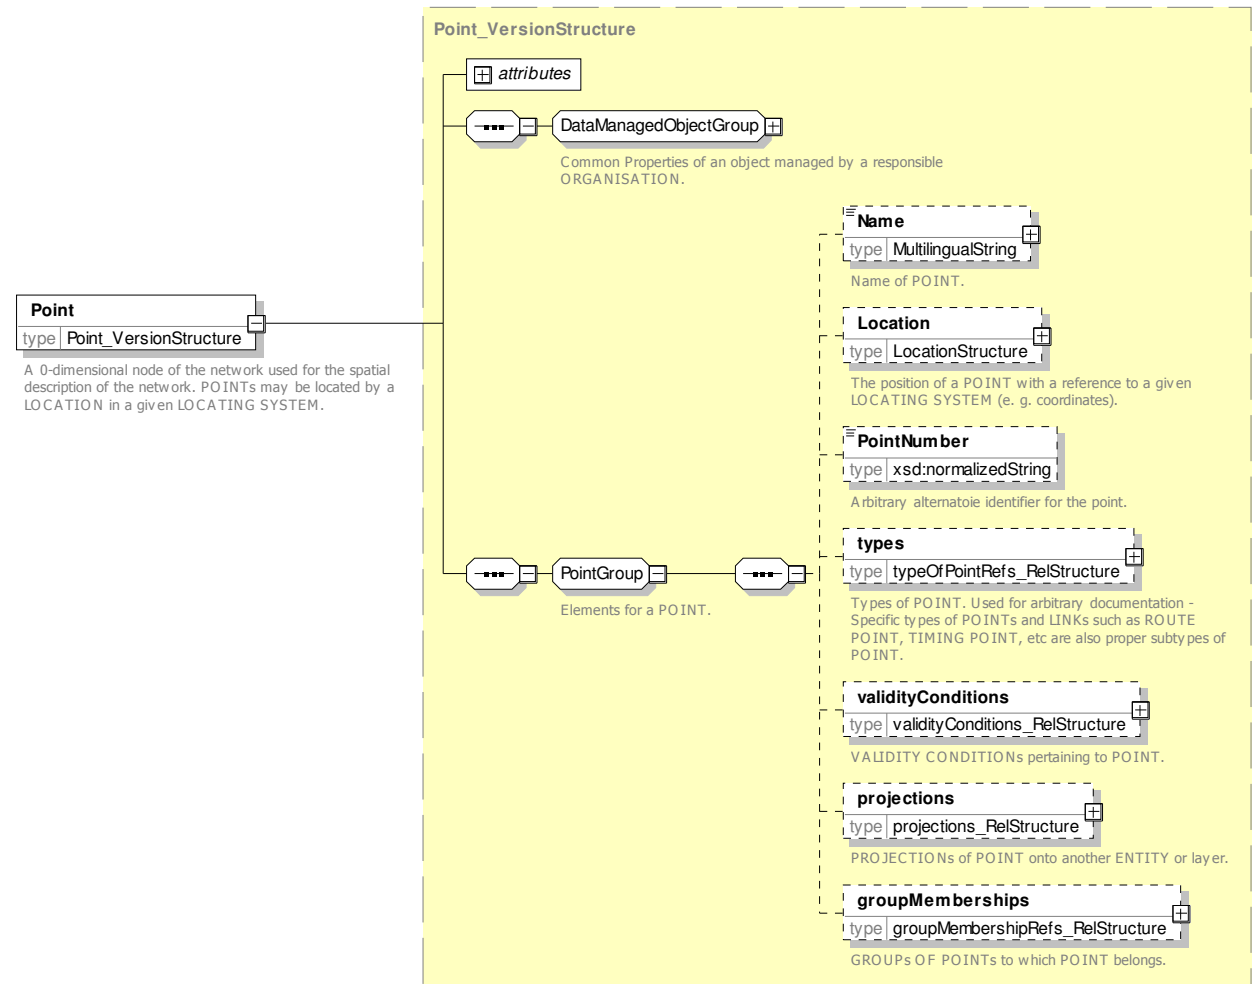 Point_VersionStructure
attributes
DataManagedObjectGroup
Common Properties of an object managed by a responsible
ORGANISATION.
Name
type MultilingualString
Name of POINT.
Point
type Point_VersionStructure
A 0-dimensional node of the network used for the spatial
description of the network. POINTs may be located by a
LOCATION in a given LOCATING SYSTEM.
Location
type LocationStructure
The position of a POINT with a reference to a given
LOCATING SYSTEM (e. g. coordinates).
PointNumber
type xsd:normalizedString
Arbitrary alternatoie identifier for the point.
PointGroup
Elements for a POINT.
types
type typeOfPointRefs_RelStructure
Types of POINT. Used for arbitrary documentation -
Specific types of POINTs and LINKs such as ROUTE
POINT, TIMING POINT, etc are also proper subtypes of
POINT.
validityConditions
type validityConditions_RelStructure
VALIDITY CONDITIONs pertaining to POINT.
projections
type projections_RelStructure
PROJECTIONs of POINT onto another ENTITY or layer.
groupMemberships
type groupMembershipRefs_RelStructure
GROUPs OF POINTs to which POINT belongs.